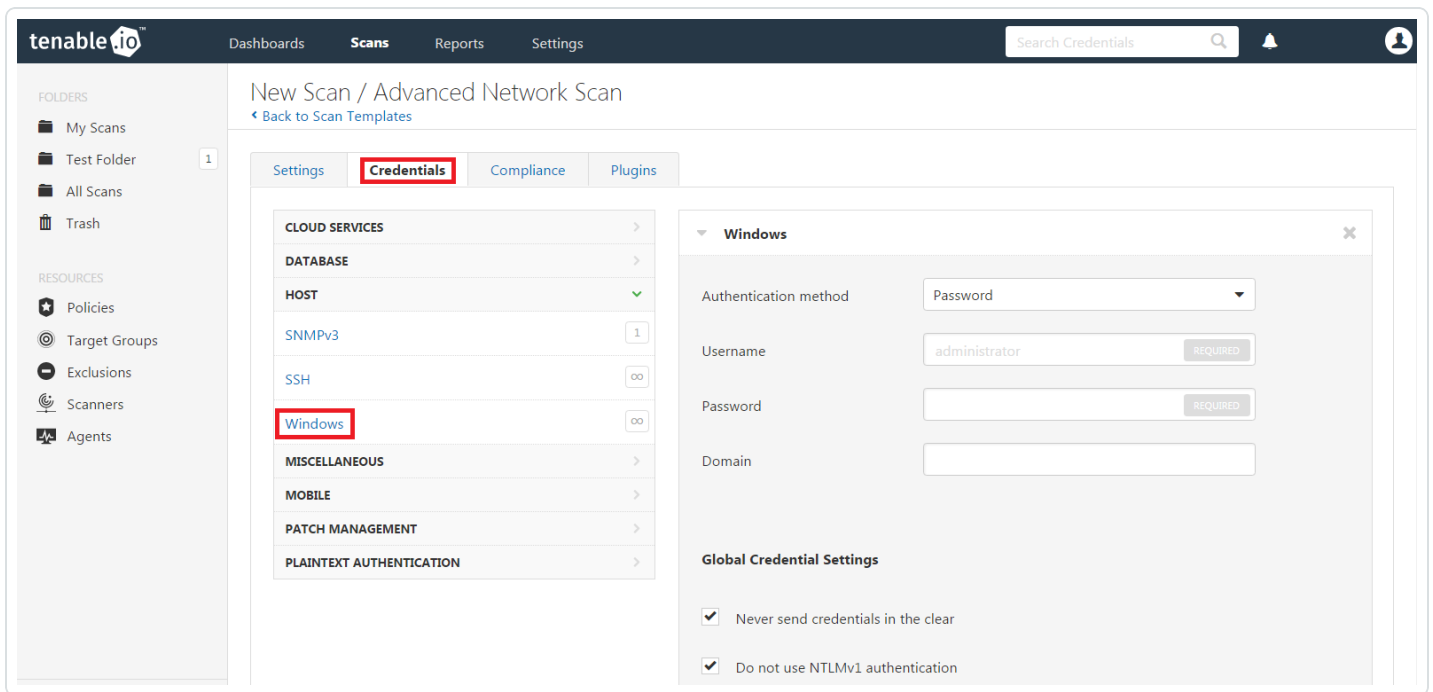 tenable.io™
Dashboards Scans Reports Settings Search Credentials
FOLDERS
My Scans
Test Folder 1
All Scans
Trash
RESOURCES
Policies
Target Groups
Exclusions
Scanners
Agents
New Scan / Advanced Network Scan
Back to Scan Templates
Settings Credentials Compliance Plugins
CLOUD SERVICES
DATABASE
HOST
SNMPv3 1
SSH ∞
Windows ∞
MISCELLANEOUS
MOBILE
PATCH MANAGEMENT
PLAINTEXT AUTHENTICATION
Windows
Authentication method Password
Username administrator REQUIRED
Password REQUIRED
Domain
Global Credential Settings
Never send credentials in the clear
Do not use NTLMv1 authentication